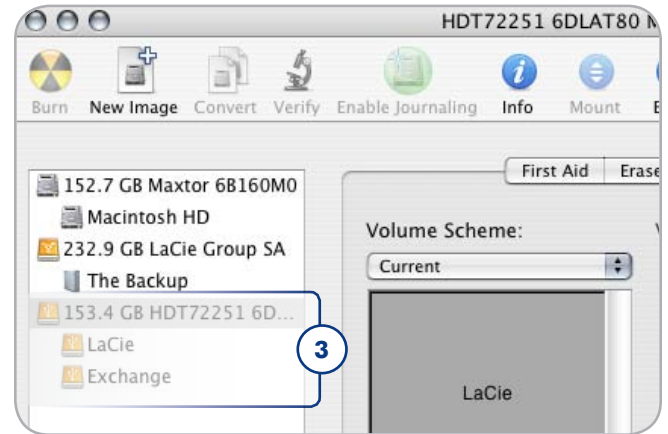 HDT72251 6DLAT80
Burn New Image Convert Verify Enable Journaling Info Mount
152.7 GB Maxtor 6B160M0
Macintosh HD
232.9 GB LaCie Group SA
The Backup
153.4 GB HDT72251 6D...
LaCie
Exchange
3
First Aid Erase
Volume Scheme:
Current
LaCie